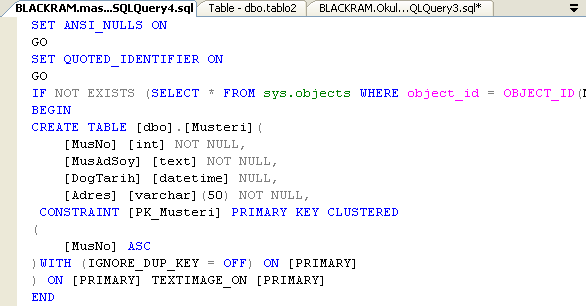 BLACKRAM.mas...SQLQuery4.sql Table - dbo.tablo2 BLACKRAM.Okul...QLQuery3.sql*
SET ANSI_NULLS ON
GO
SET QUOTED_IDENTIFIER ON
GO
IF NOT EXISTS (SELECT * FROM sys.objects WHERE object_id = OBJECT_ID(N
BEGIN
CREATE TABLE [dbo].[Musteri](
[MusNo] [int] NOT NULL,
[MusAdSoy] [text] NOT NULL,
[DogTarih] [datetime] NULL,
[Adres] [varchar](50) NOT NULL,
CONSTRAINT [PK_Musteri] PRIMARY KEY CLUSTERED
(
[MusNo] ASC
)WITH (IGNORE_DUP_KEY = OFF) ON [PRIMARY]
) ON [PRIMARY] TEXTIMAGE_ON [PRIMARY]
END